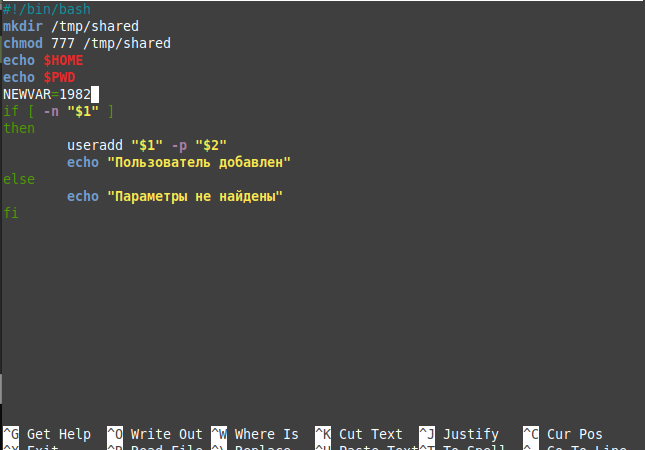 #!/bin/bash
mkdir /tmp/shared
chmod 777 /tmp/shared
echo $HOME
echo $PWD
NEWVAR=1982
if [ -n "$1" ]
then
useradd "$1" -p "$2"
echo "Пользователь добавлен"
else
echo "Параметры не найдены"
fi
^G Get Help ^O Write Out ^W Where Is ^K Cut Text ^J Justify ^C Cur Pos
^X Exit ^R Read File ^\ Replace ^U Paste Text ^T To Spell ^_ Go To Line